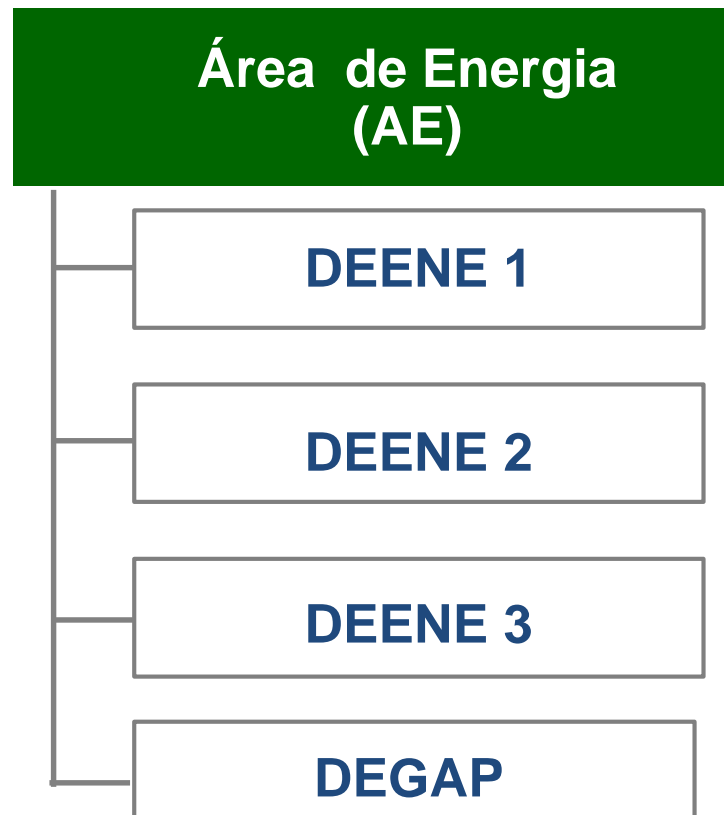 Área de Energia
(AE)
DEENE 1
DEENE 2
DEENE 3
DEGAP